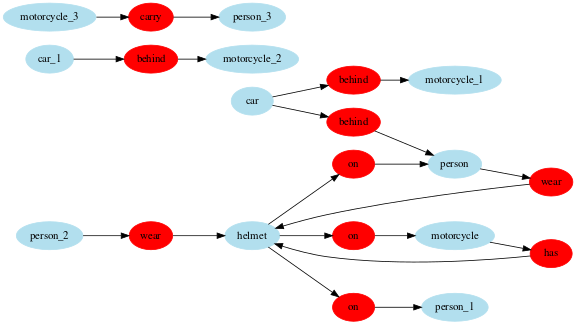 motorcycle_3 carry person_3
car_1 behind motorcycle_2
car behind motorcycle_1
behind
on person wear
person_2 wear helmet on motorcycle has
on person_1